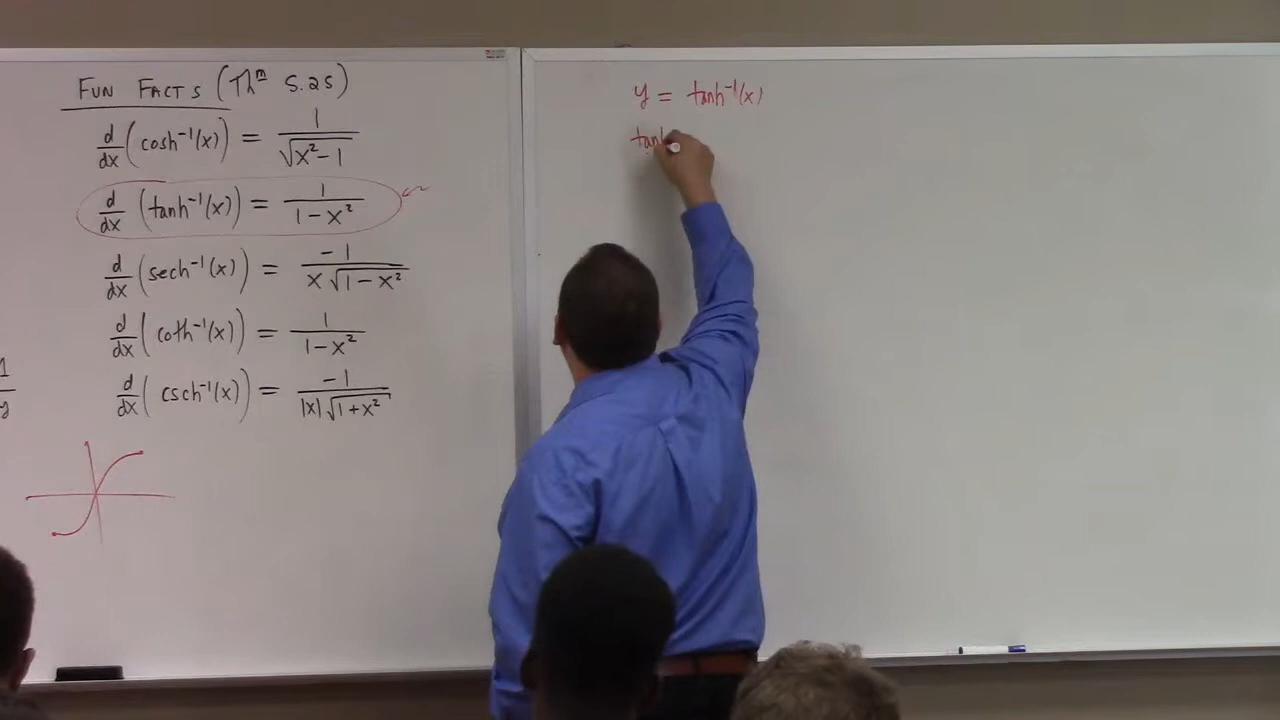 FUN FACTS (Thᵐ 5.25)
d/dx (cosh⁻¹(x)) = 1/√(x²-1)
d/dx (tanh⁻¹(x)) = 1/(1-x²)
d/dx (sech⁻¹(x)) = -1/(x√(1-x²))
d/dx (coth⁻¹(x)) = 1/(1-x²)
d/dx (csch⁻¹(x)) = -1/(|x|√(1+x²))
1/y
y = tanh⁻¹(x)
tanh